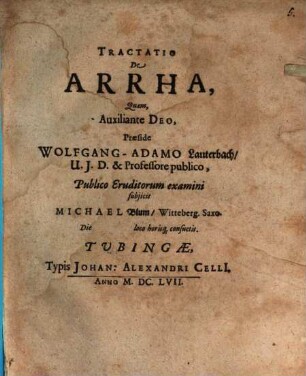 TRACTATIO
De
ARRHA,
Quam,
Auxiliante DEO,
Præside
WOLFGANG-ADAMO Lauterbach/
U. J. D. & Professore publico,
Publico Eruditorum examini
subjicit
MICHAEL Blum/ Witteberg. Saxo.
Die loco horisq, consuetis.
TUBINGÆ,
Typis JOHAN: ALEXANDRI CELLI,
ANNO M. DC. LVII.